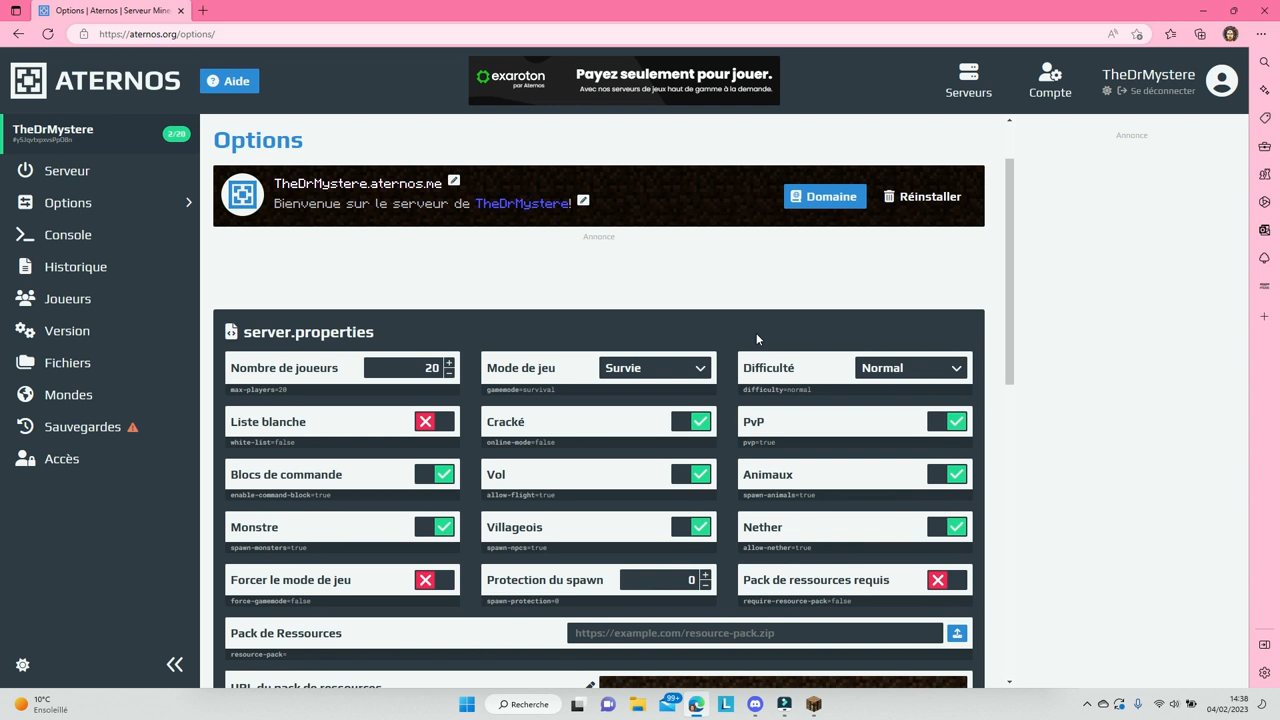 Options | Aternos | Serveur Mine
https://aternos.org/options/
ATERNOS
Aide
exaroton
par Aternos
Payez seulement pour jouer.
Avec nos serveurs de jeux haut de gamme à la demande.
Serveurs
Compte
TheDrMystere
Se déconnecter
TheDrMystere
2/20
Serveur
Options
Console
Historique
Joueurs
Version
Fichiers
Mondes
Sauvegardes
Accès
Options
TheDrMystere.aternos.me
Bienvenue sur le serveur de TheDrMystere!
Domaine
Réinstaller
Annonce
Annonce
server.properties
Nombre de joueurs 20
max-players=20
Mode de jeu Survie
gamemode=survival
Difficulté Normal
difficulty=normal
Liste blanche
white-list=false
Cracké
online-mode=false
PvP
pvp=true
Blocs de commande
enable-command-block=true
Vol
allow-flight=true
Animaux
spawn-animals=true
Monstre
spawn-monsters=true
Villageois
spawn-npcs=true
Nether
allow-nether=true
Forcer le mode de jeu
force-gamemode=false
Protection du spawn 0
spawn-protection=0
Pack de ressources requis
require-resource-pack=false
Pack de Ressources
https://example.com/resource-pack.zip
resource-pack=
10°C
Ensoleillé
Recherche
99+
14:38
04/02/2023